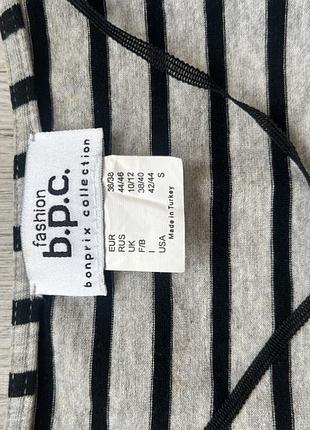 fashion
b.p.c.
bonprix collection
EUR 36/38
RUS 44/46
UK 10/12
F/B 38/40
I 42/44
USA S
Made in Turkey